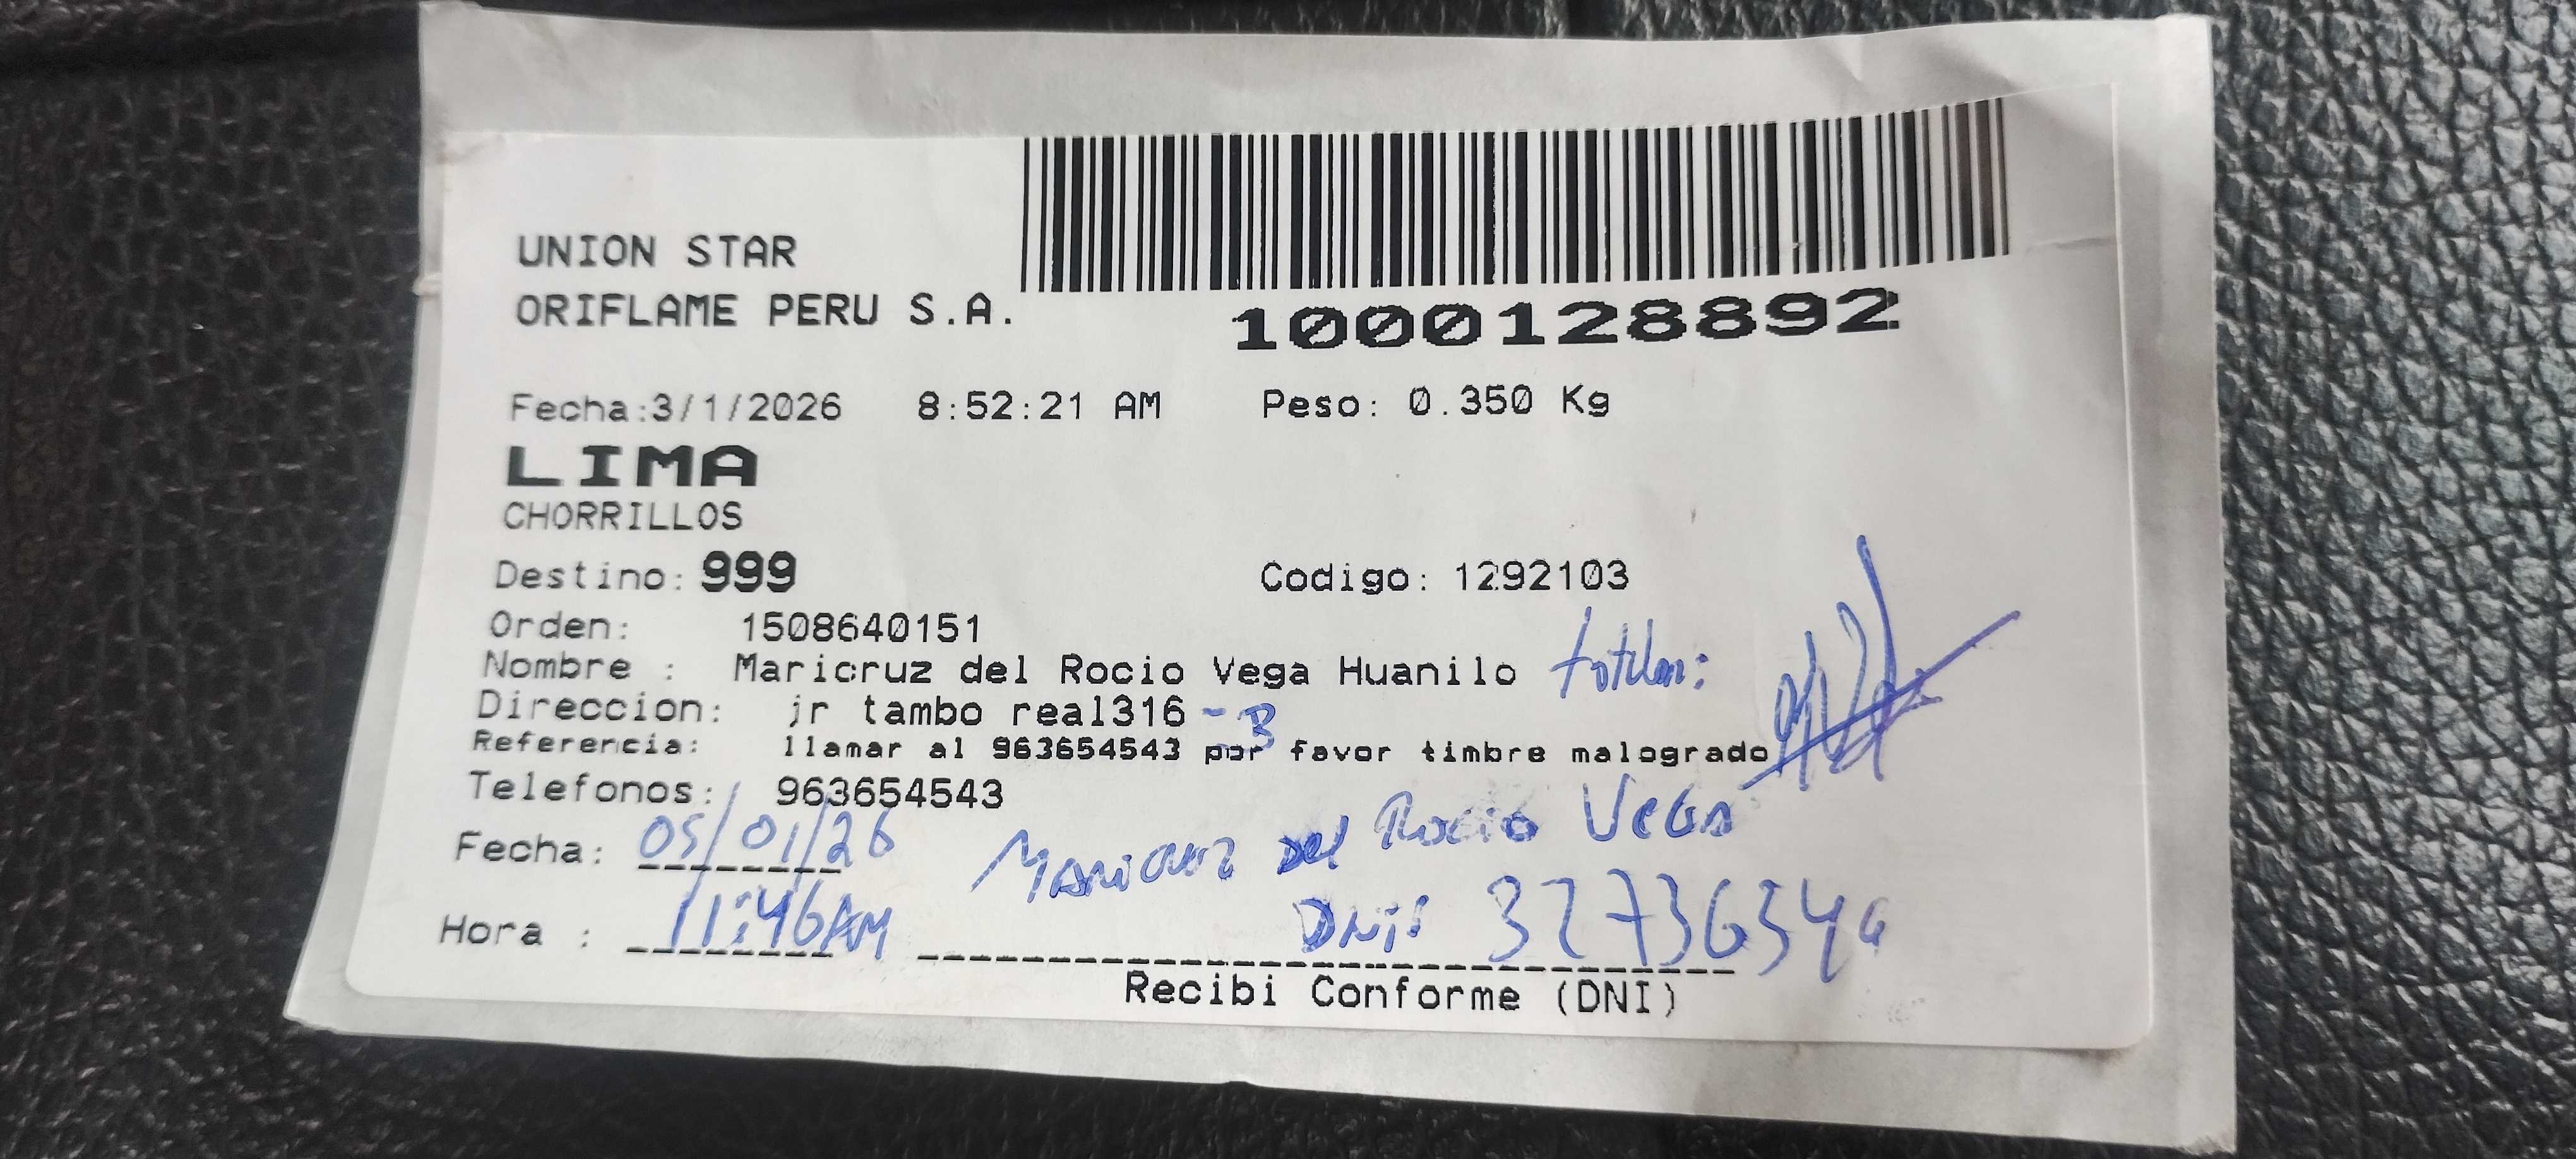 UNION STAR
ORIFLAME PERU S.A.
1000128892
Fecha:3/1/2026 8:52:21 AM Peso: 0.350 Kg
LIMA
CHORRILLOS
Destino: 999 Codigo: 1292103
Orden: 1508640151
Nombre : Maricruz del Rocio Vega Huanilo
Direccion: jr tambo real316 - B
Referencia: llamar al 963654543 por favor timbre malogrado
Telefonos: 963654543
Fecha: 05/01/26 Maricruz del Rocio Vega
Hora : 11:46AM DNI:
Recibi Conforme (DNI)